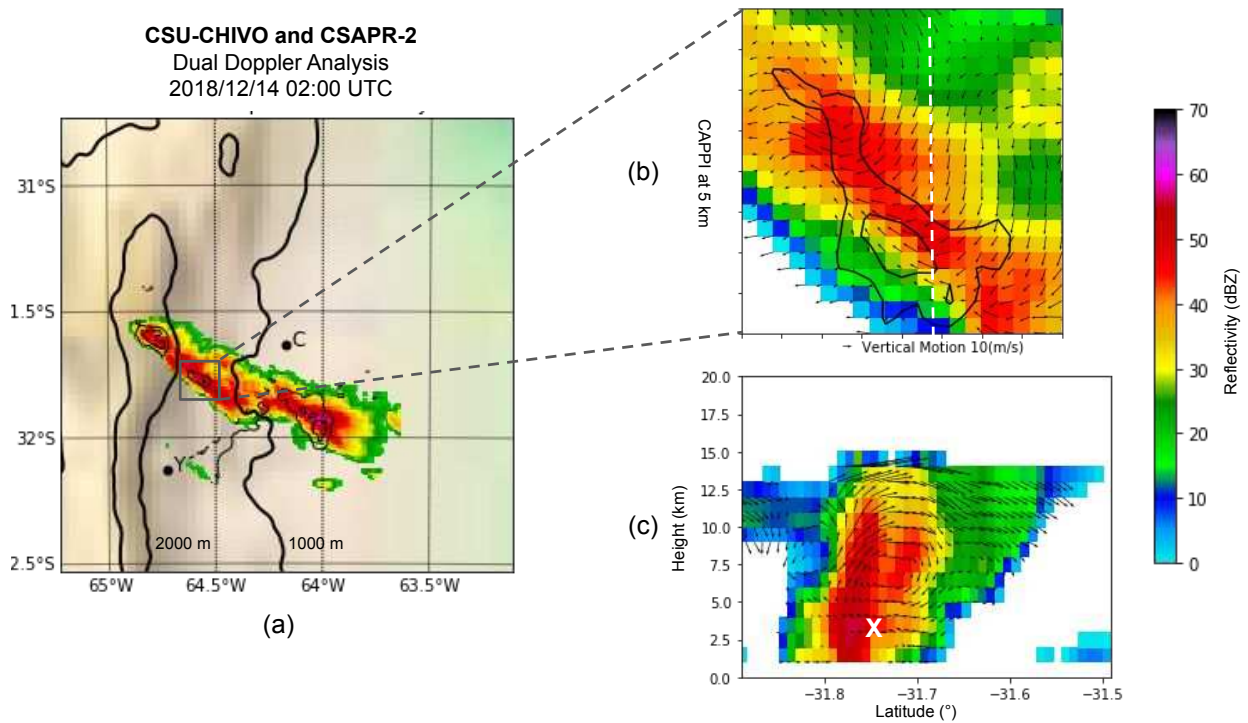 CSU-CHIVO and CSAPR-2
Dual Doppler Analysis
2018/12/14 02:00 UTC
31°S
1.5°S
32°S
2.5°S
C
Y
2000 m
1000 m
65°W
64.5°W
64°W
63.5°W
(a)
(b)
CAPPI at 5 km
Vertical Motion 10(m/s)
(c)
Height (km)
20.0
17.5
15.0
12.5
10.0
7.5
5.0
2.5
0.0
X
−31.8
−31.7
−31.6
−31.5
Latitude (°)
70
60
50
40
30
20
10
0
Reflectivity (dBZ)